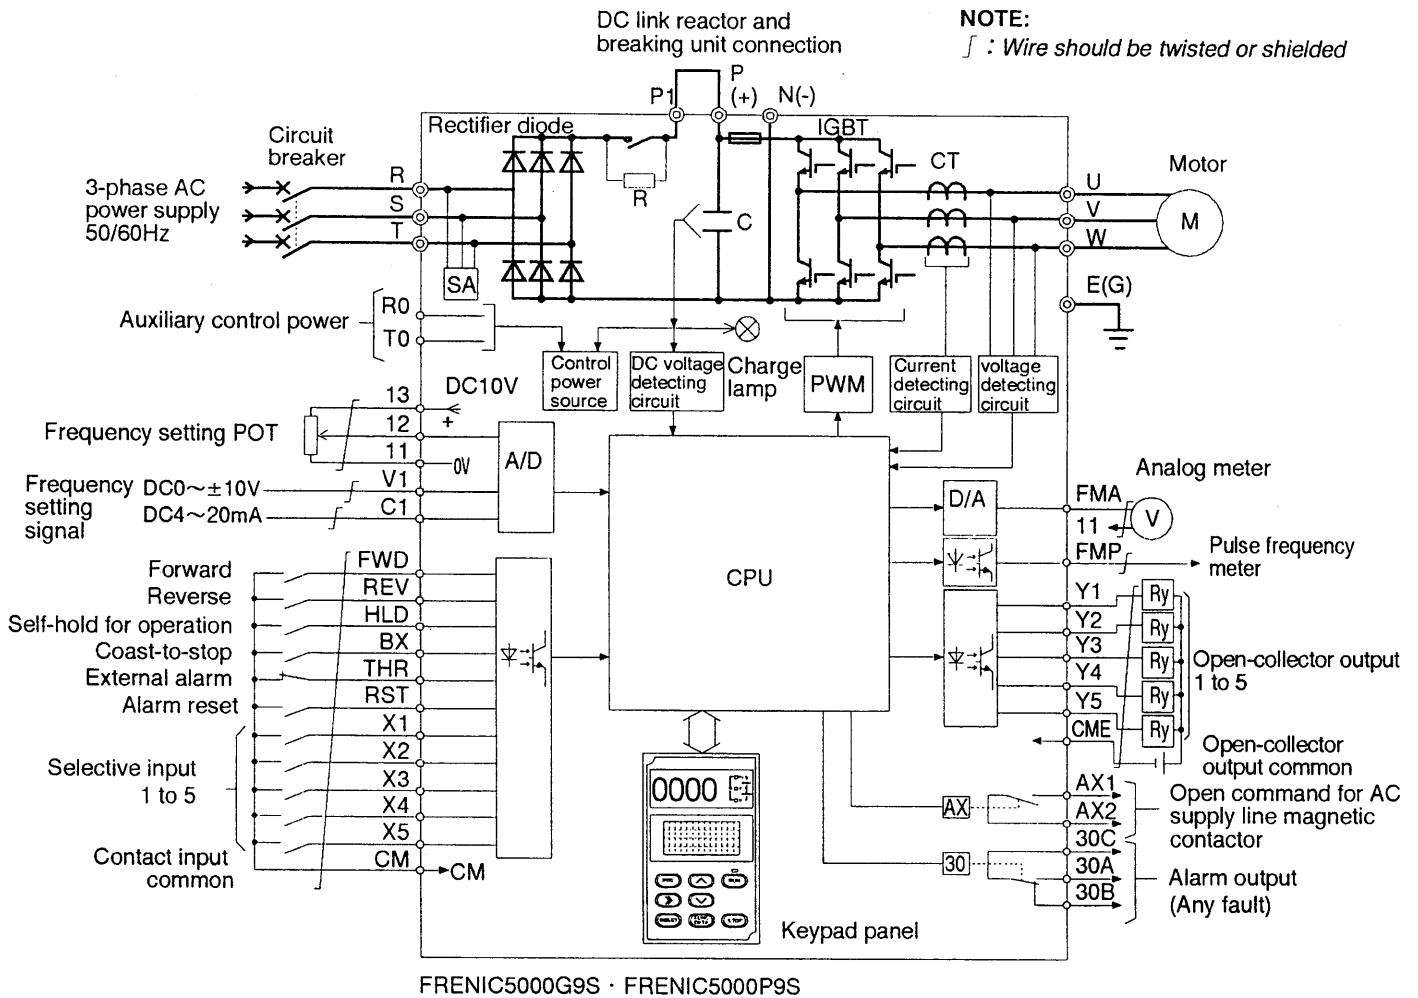 DC link reactor and
breaking unit connection
NOTE:
∫ : Wire should be twisted or shielded
P1
P
(+)
N(-)
Rectifier diode
IGBT
Circuit
breaker
CT
Motor
3-phase AC
power supply
50/60Hz
R
S
T
R
C
U
V
W
M
SA
E(G)
Auxiliary control power
R0
T0
Control
power
source
DC voltage
detecting
circuit
Charge
lamp
PWM
Current
detecting
circuit
voltage
detecting
circuit
13
DC10V
+
12
11
0V
Frequency setting POT
A/D
Frequency
setting
signal
DC0～±10V
V1
DC4～20mA
C1
CPU
D/A
Analog meter
FMA
11
V
FMP
Pulse frequency
meter
Forward
FWD
Reverse
REV
Self-hold for operation
HLD
Coast-to-stop
BX
External alarm
THR
Alarm reset
RST
X1
X2
X3
X4
X5
Selective input
1 to 5
Contact input
common
CM
CM
Y1
Ry
Y2
Ry
Y3
Ry
Y4
Ry
Y5
Ry
Open-collector output
1 to 5
CME
Open-collector
output common
0000
AX
AX1
AX2
Open command for AC
supply line magnetic
contactor
30
30C
30A
30B
Alarm output
(Any fault)
Keypad panel
FRENIC5000G9S · FRENIC5000P9S